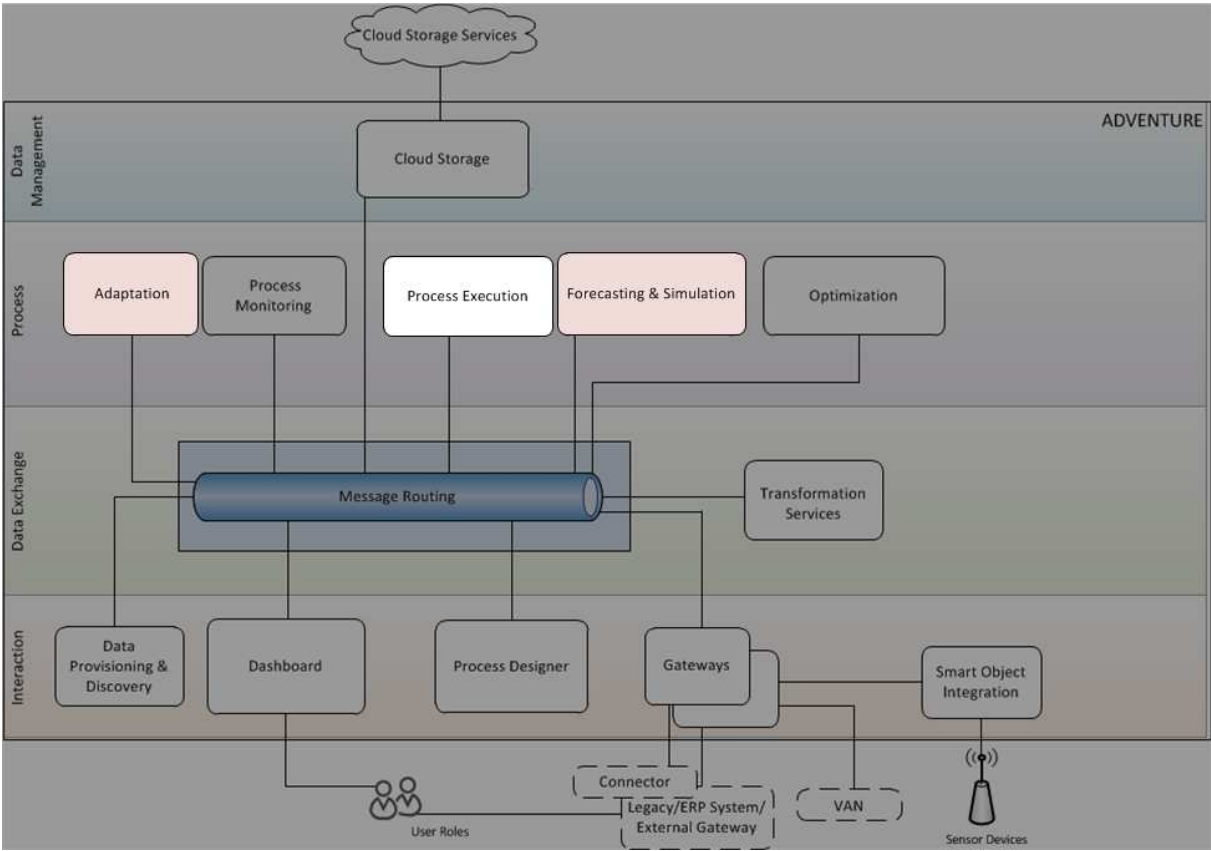 Cloud Storage Services
ADVENTURE
Data
Management
Cloud Storage
Process
Adaptation
Process
Monitoring
Process Execution
Forecasting & Simulation
Optimization
Data Exchange
Message Routing
Transformation
Services
Interaction
Data
Provisioning &
Discovery
Dashboard
Process Designer
Gateways
Smart Object
Integration
Connector
Legacy/ERP System/
External Gateway
VAN
User Roles
Sensor Devices